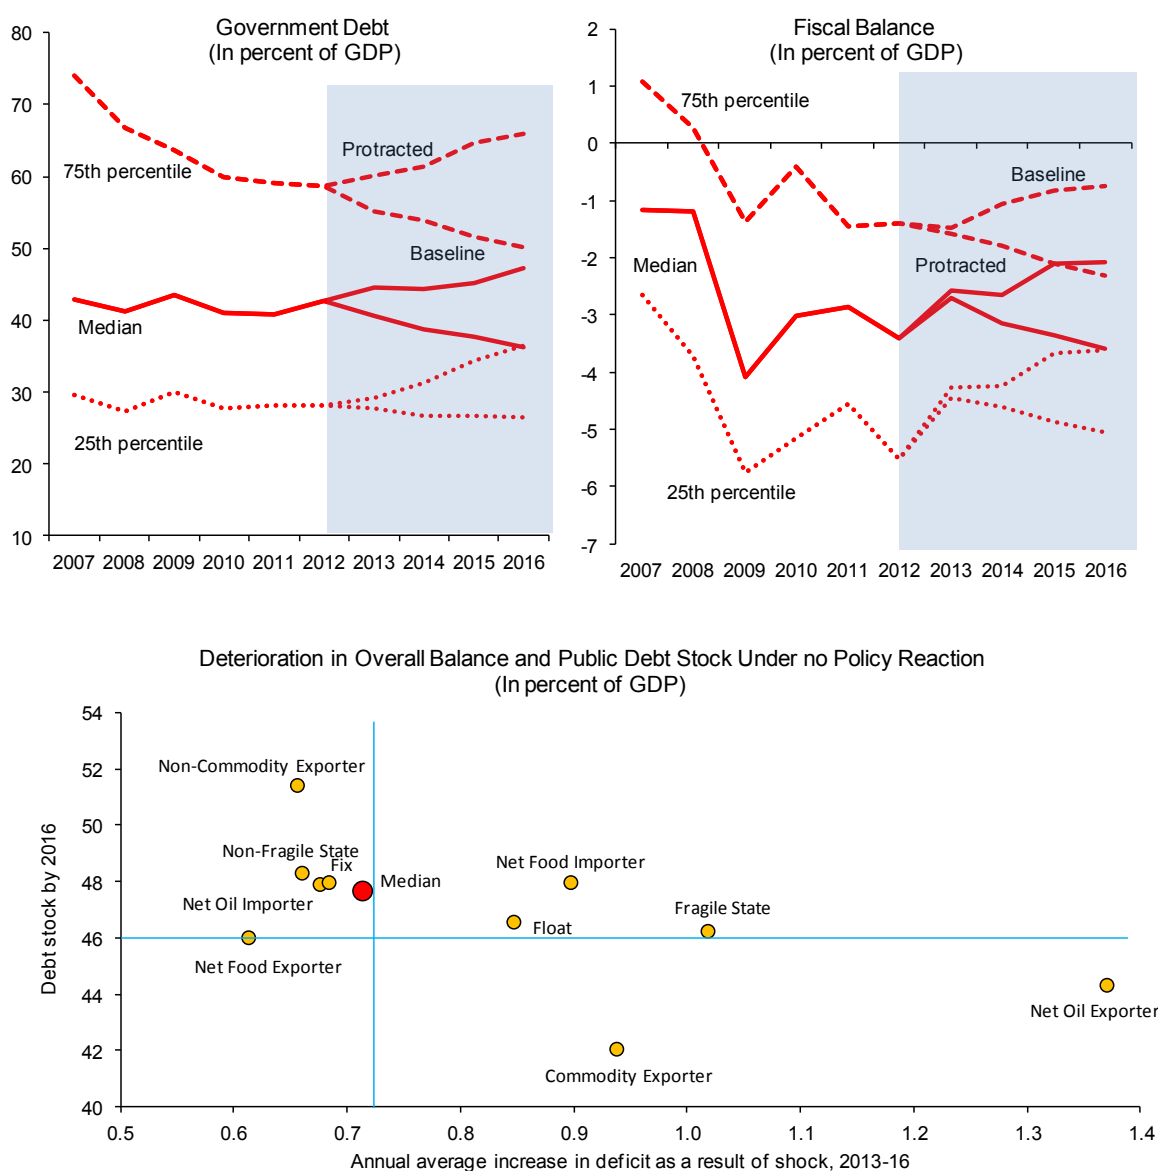 Government Debt
(In percent of GDP)
80
70
60
50
40
30
20
10
75th percentile
Protracted
Baseline
Median
25th percentile
2007 2008 2009 2010 2011 2012 2013 2014 2015 2016
Fiscal Balance
(In percent of GDP)
2
1
0
-1
-2
-3
-4
-5
-6
-7
75th percentile
Baseline
Median
Protracted
25th percentile
2007 2008 2009 2010 2011 2012 2013 2014 2015 2016
Deterioration in Overall Balance and Public Debt Stock Under no Policy Reaction
(In percent of GDP)
Debt stock by 2016
54
52
50
48
46
44
42
40
Non-Commodity Exporter
Non-Fragile State
Fix
Median
Net Oil Importer
Net Food Exporter
Net Food Importer
Float
Fragile State
Net Oil Exporter
Commodity Exporter
0.5 0.6 0.7 0.8 0.9 1.0 1.1 1.2 1.3 1.4
Annual average increase in deficit as a result of shock, 2013-16